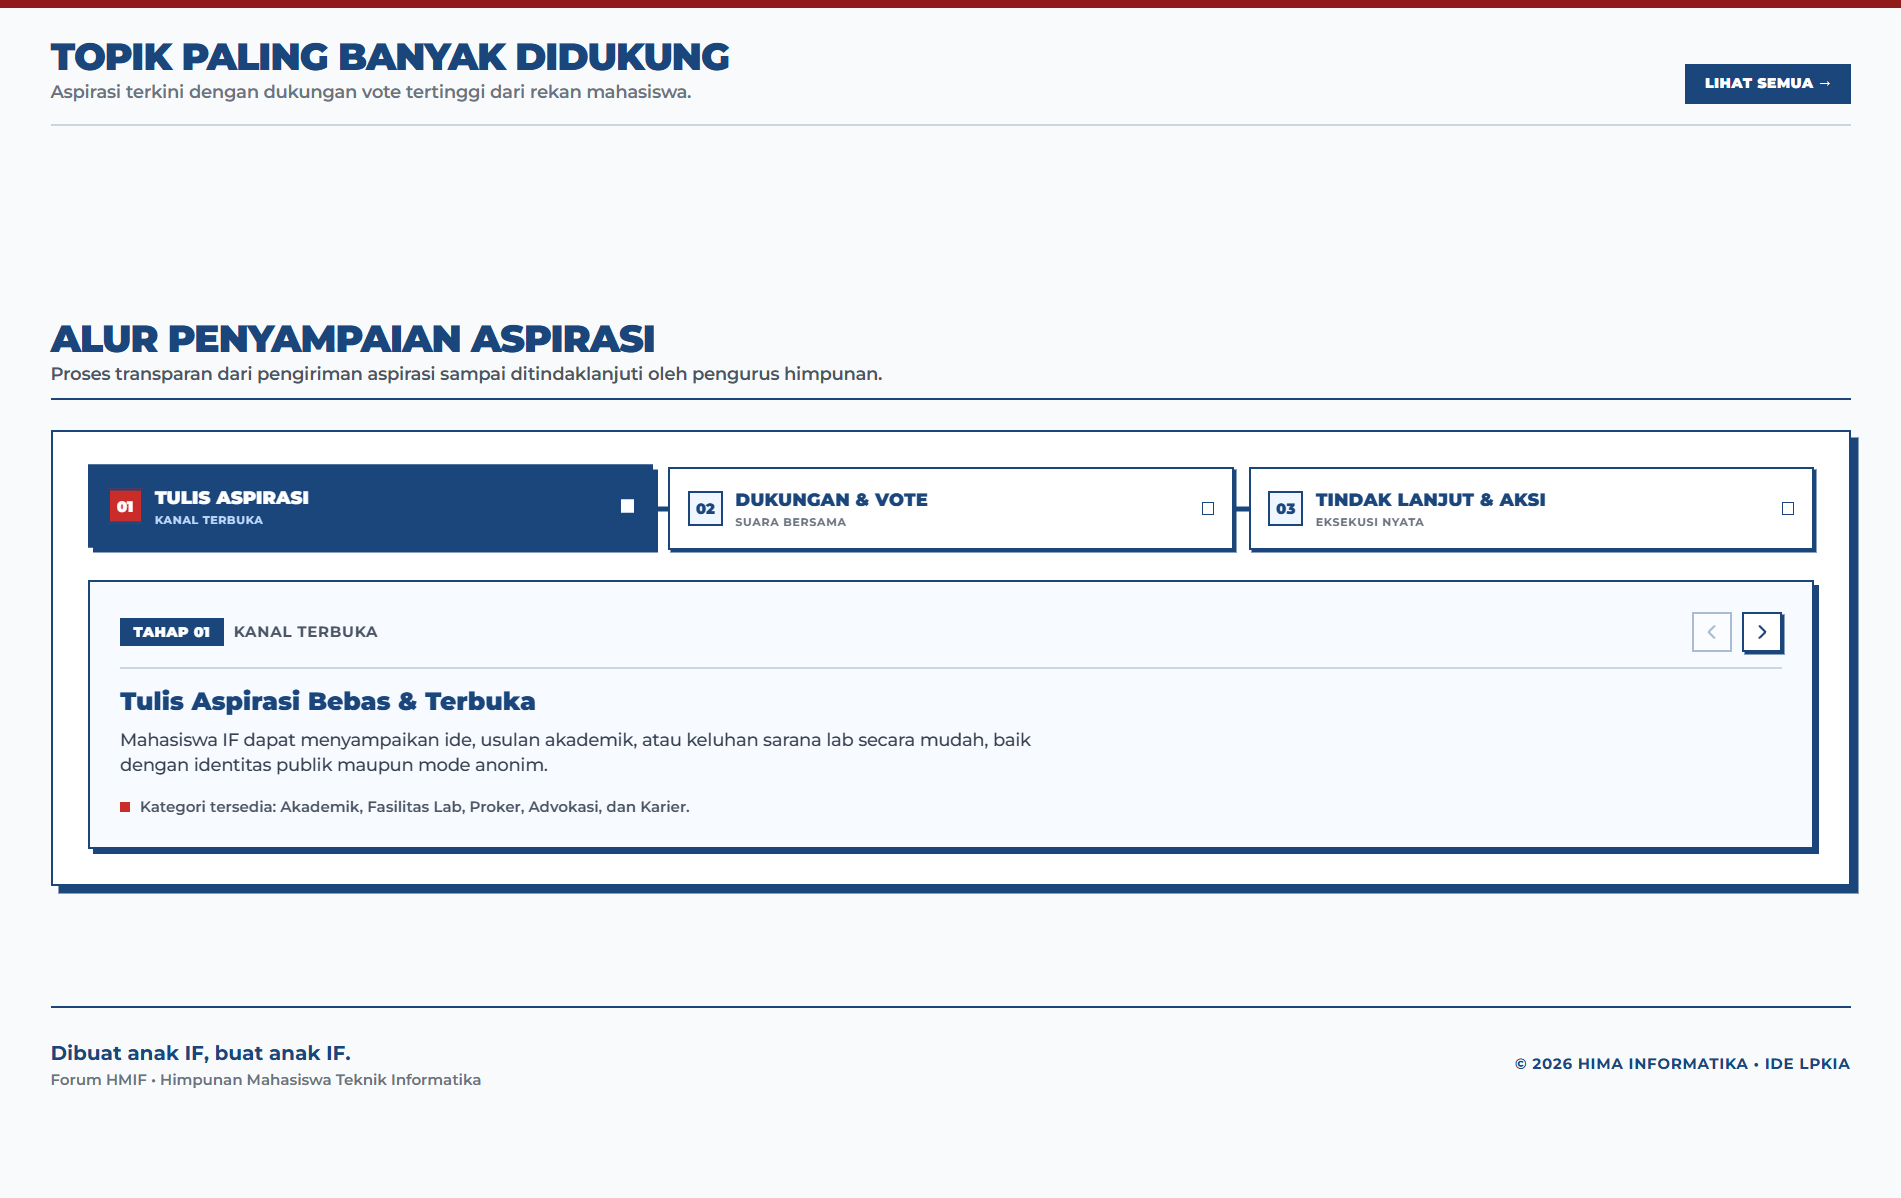 TOPIK PALING BANYAK DIDUKUNG
Aspirasi terkini dengan dukungan vote tertinggi dari rekan mahasiswa.
LIHAT SEMUA →
ALUR PENYAMPAIAN ASPIRASI
Proses transparan dari pengiriman aspirasi sampai ditindaklanjuti oleh pengurus himpunan.
01
TULIS ASPIRASI
KANAL TERBUKA
02
DUKUNGAN & VOTE
SUARA BERSAMA
03
TINDAK LANJUT & AKSI
EKSEKUSI NYATA
TAHAP 01 KANAL TERBUKA
Tulis Aspirasi Bebas & Terbuka
Mahasiswa IF dapat menyampaikan ide, usulan akademik, atau keluhan sarana lab secara mudah, baik
dengan identitas publik maupun mode anonim.
Kategori tersedia: Akademik, Fasilitas Lab, Proker, Advokasi, dan Karier.
Dibuat anak IF, buat anak IF.
Forum HMIF • Himpunan Mahasiswa Teknik Informatika
© 2026 HIMA INFORMATIKA • IDE LPKIA